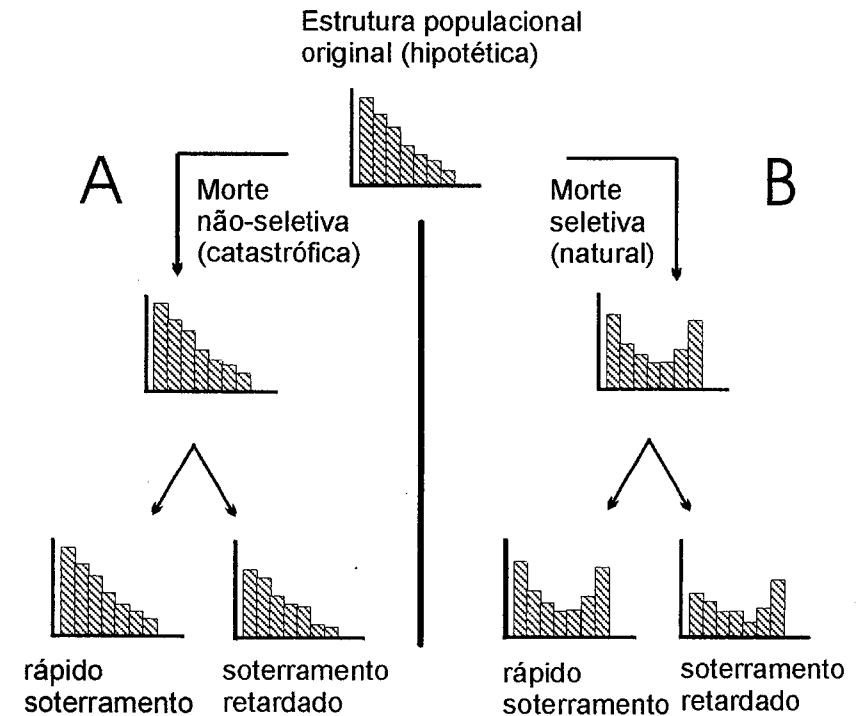 Estrutura populacional
original (hipotética)
A
Morte
não-seletiva
(catastrófica)
Morte
seletiva
(natural)
B
rápido
soterramento
soterramento
retardado
rápido
soterramento
soterramento
retardado